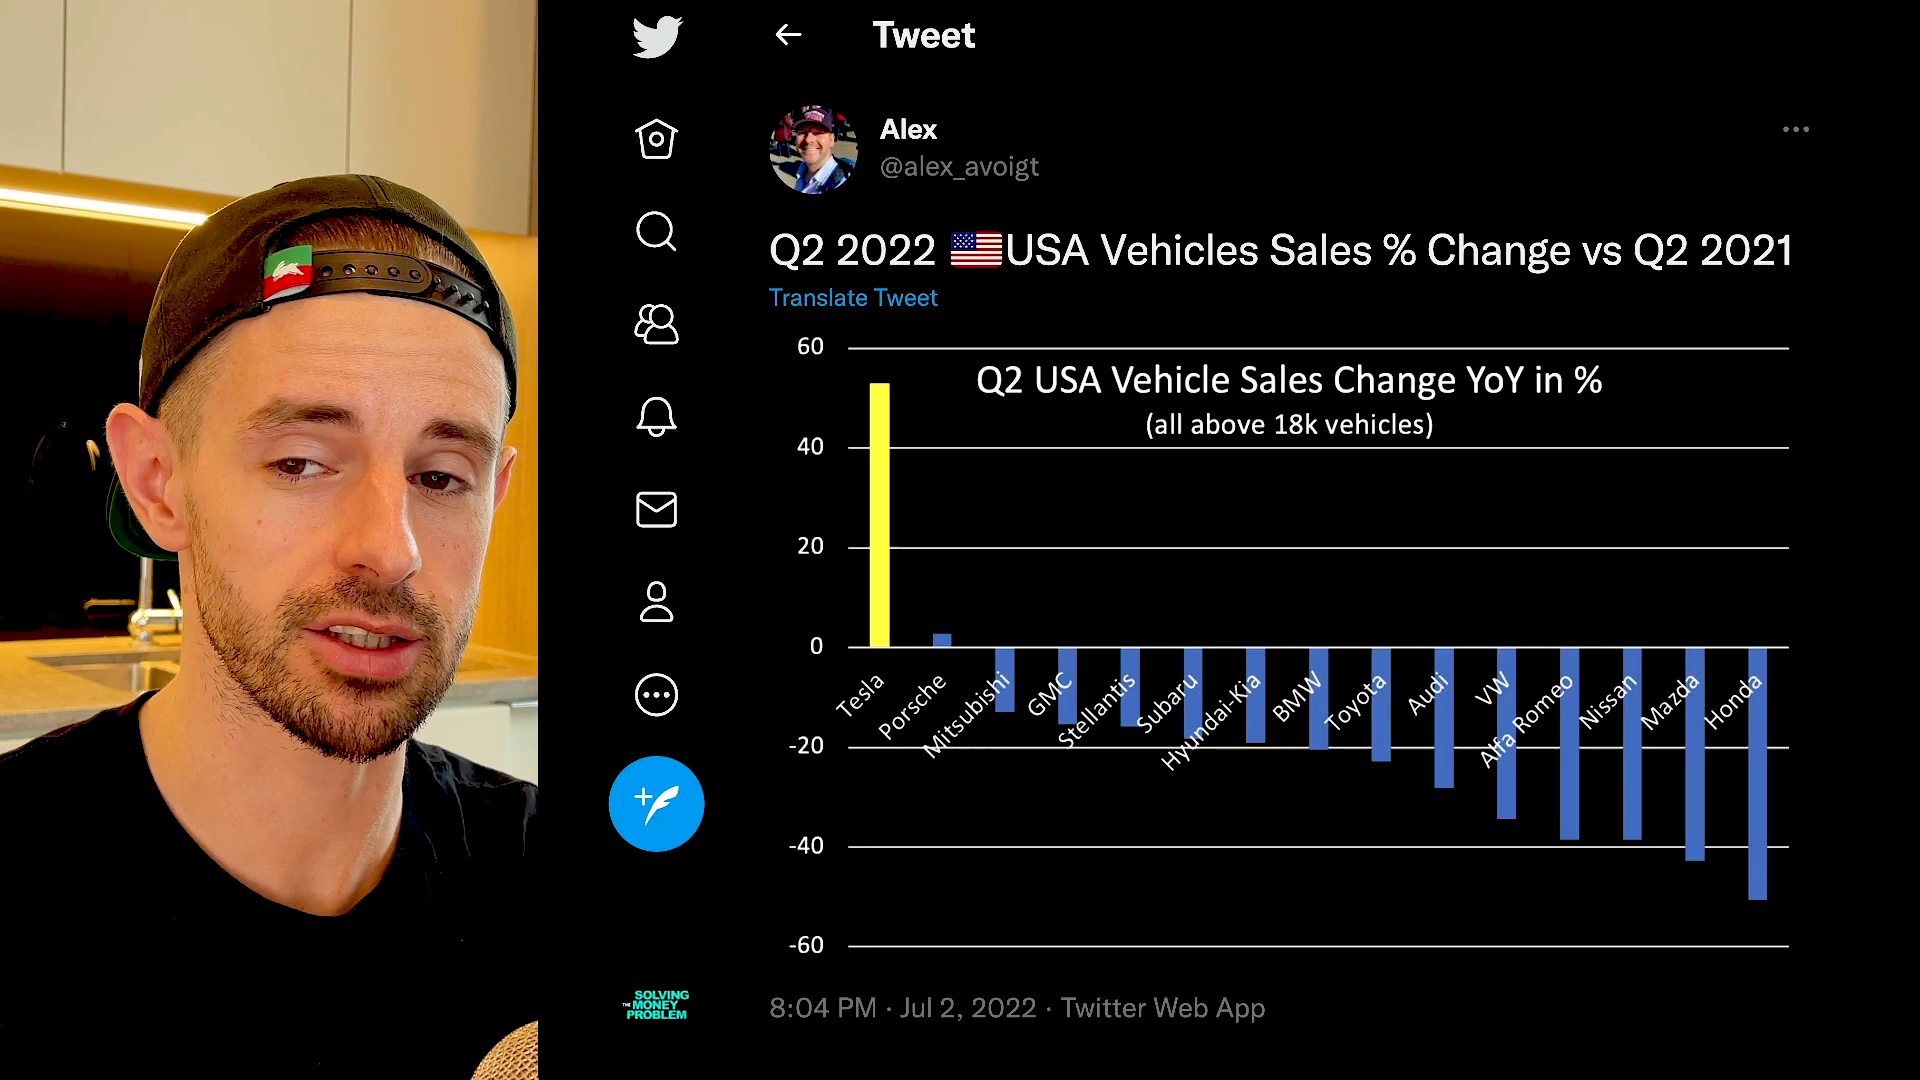 Tweet
Alex
@alex_avoigt
Q2 2022 🇺🇸USA Vehicles Sales % Change vs Q2 2021
Translate Tweet
Q2 USA Vehicle Sales Change YoY in %
(all above 18k vehicles)
60
40
20
0
-20
-40
-60
Tesla
Porsche
Mitsubishi
GMC
Stellantis
Subaru
Hyundai-Kia
BMW
Toyota
Audi
VW
Alfa Romeo
Nissan
Mazda
Honda
SOLVING
THE MONEY
PROBLEM
8:04 PM · Jul 2, 2022 · Twitter Web App